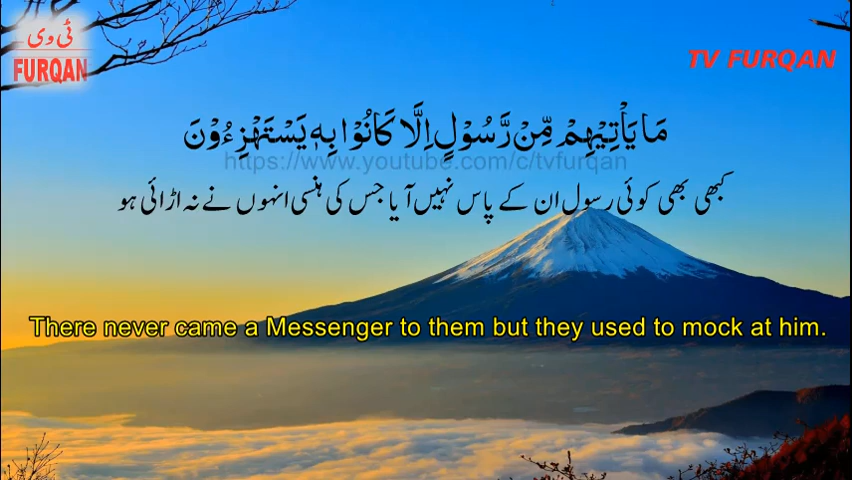 ٹی وی
FURQAN
TV FURQAN
مَا يَأْتِيْهِمْ مِّنْ رَّسُوْلٍ اِلَّا كَانُوْا بِهٖ يَسْتَهْزِءُوْنَ
https://www.youtube.com/c/tvfurqan
کبھی بھی کوئی رسول ان کے پاس نہیں آیا جس کی ہنسی انہوں نے نہ اڑائی ہو
There never came a Messenger to them but they used to mock at him.